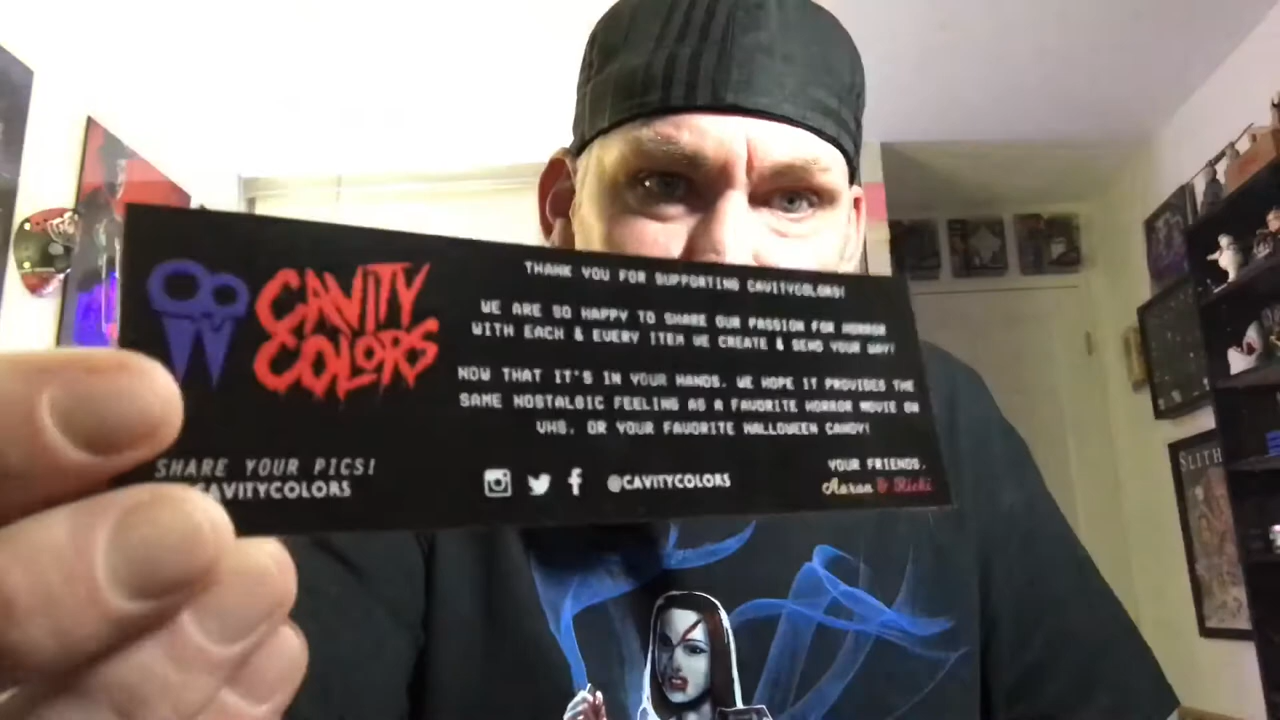 CAVITY
COLORS
THANK YOU FOR SUPPORTING CAVITYCOLORS!
WE ARE SO HAPPY TO SHARE OUR PASSION FOR HORROR
WITH EACH & EVERY ITEM WE CREATE & SEND YOUR WAY!
NOW THAT IT'S IN YOUR HANDS, WE HOPE IT PROVIDES THE
SAME NOSTALGIC FEELING AS A FAVORITE HORROR MOVIE ON
VHS, OR YOUR FAVORITE HALLOWEEN CANDY!
SHARE YOUR PICS!
CAVITYCOLORS
@CAVITYCOLORS
YOUR FRIENDS,
Aaron & Ricki
SLITH